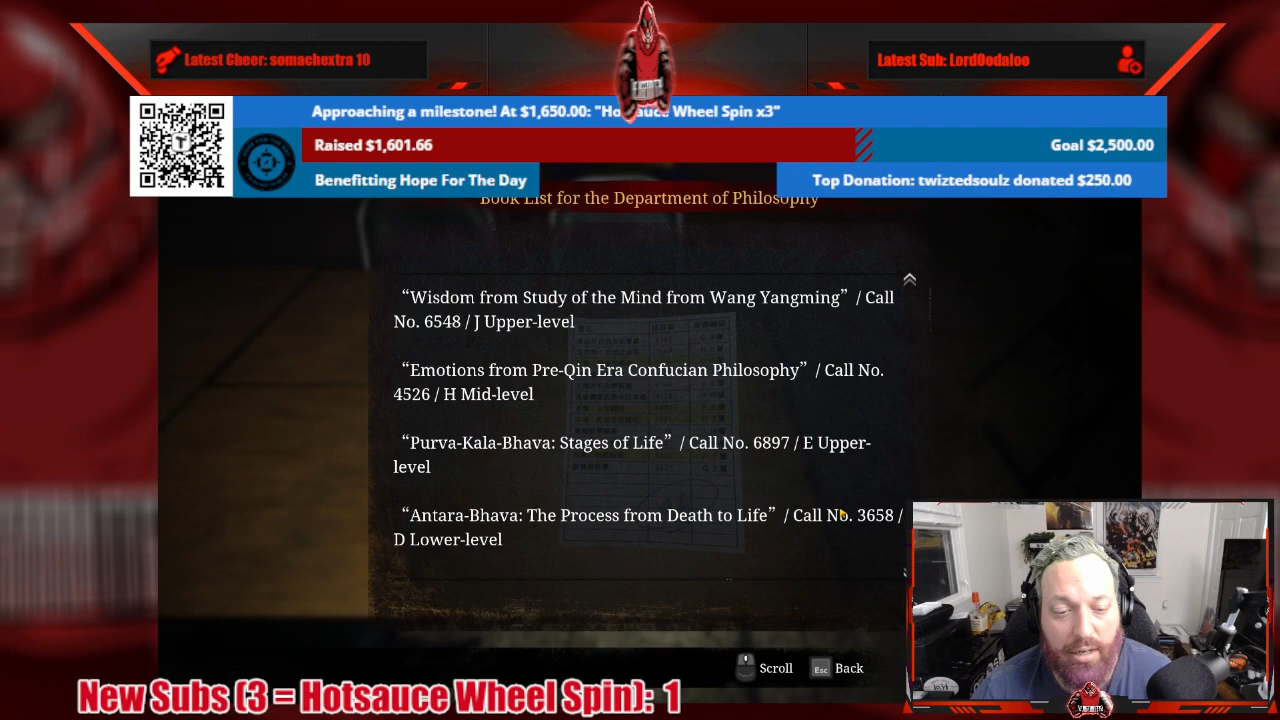 Latest Cheer: somachextra 10
Latest Sub: LordOodaloo
Approaching a milestone! At $1,650.00: "Hotsauce Wheel Spin x3"
Raised $1,601.66
Goal $2,500.00
Benefitting Hope For The Day
Top Donation: twiztedsoulz donated $250.00
Book List for the Department of Philosophy
“Wisdom from Study of the Mind from Wang Yangming” / Call
No. 6548 / J Upper-level
“Emotions from Pre-Qin Era Confucian Philosophy” / Call No.
4526 / H Mid-level
“Purva-Kala-Bhava: Stages of Life” / Call No. 6897 / E Upper-
level
“Antara-Bhava: The Process from Death to Life” / Call No. 3658 /
D Lower-level
Scroll
Esc
Back
New Subs (3 = Hotsauce Wheel Spin): 1